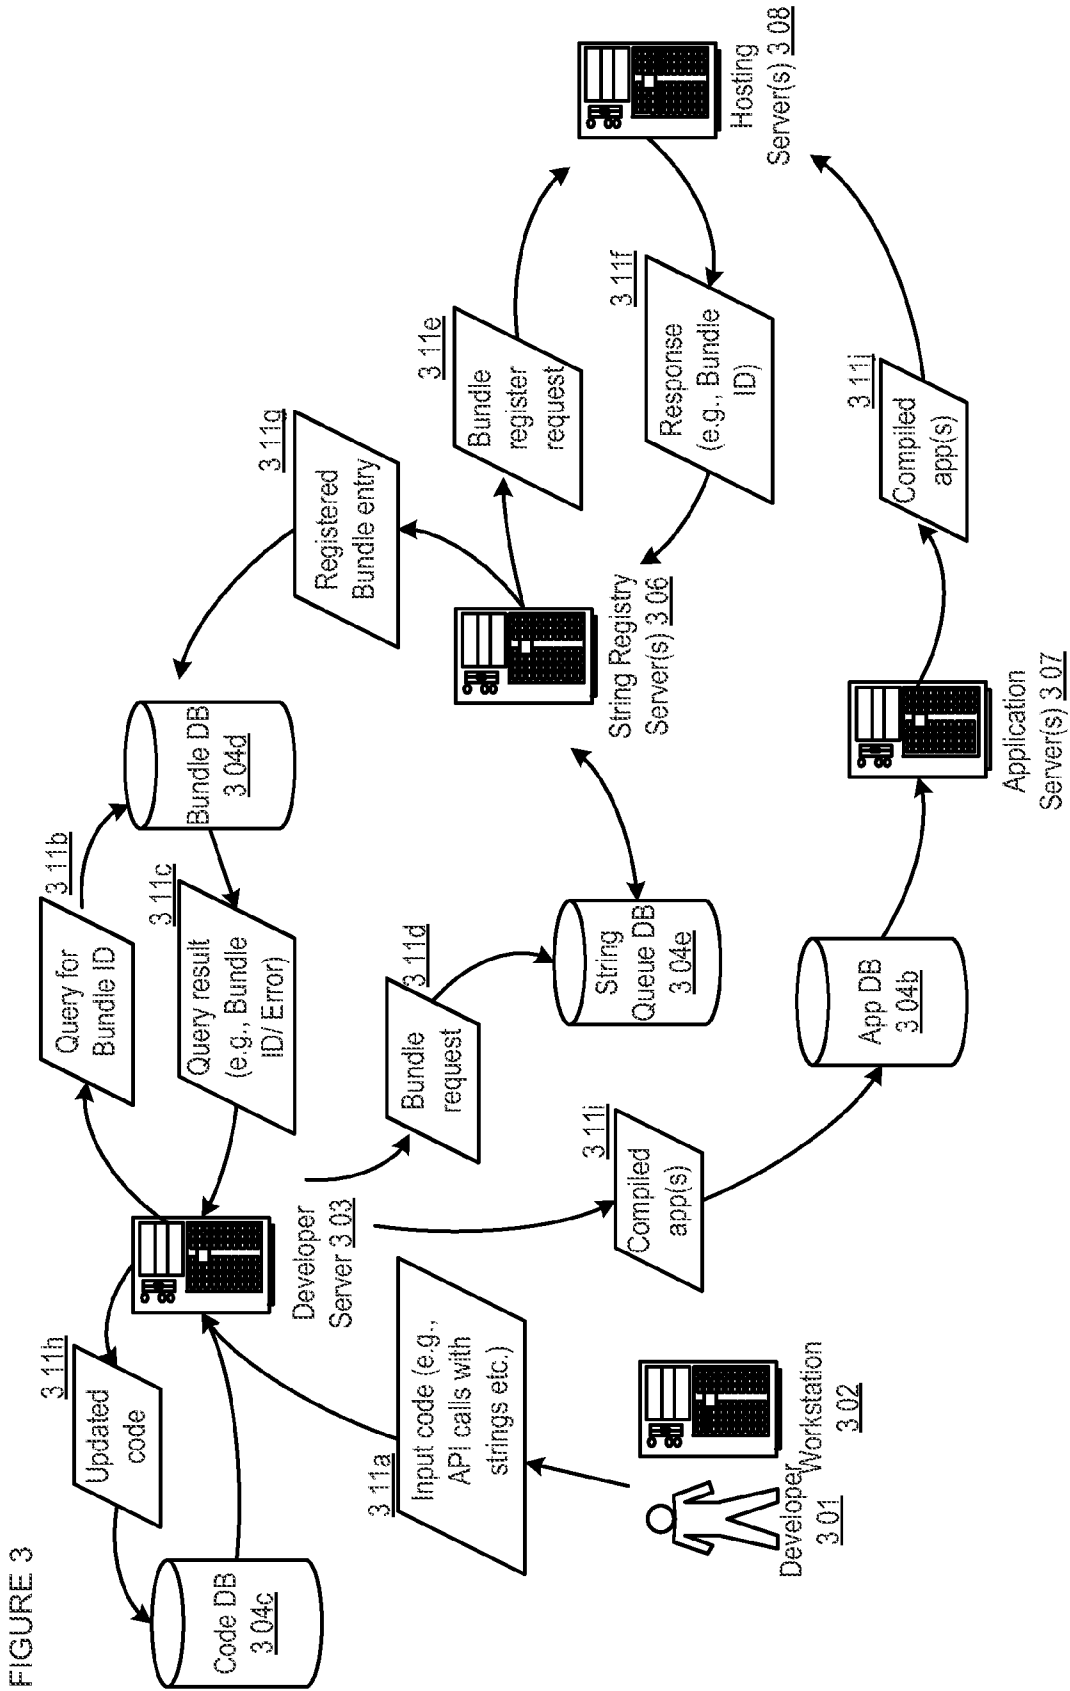 FIGURE 3
Code DB
3.04c
3.11h
Updated
code
3.11a
Input code (e.g.,
API calls with
strings etc.)
Developer
3.01
Workstation
3.02
Developer
Server 3.03
Query for
Bundle ID
3.11b
3.11c
Query result
(e.g., Bundle
ID/ Error)
Bundle DB
3.04d
3.11d
Bundle
request
String
Queue DB
3.04e
3.11i
Compiled
app(s)
App DB
3.04b
3.11g
Registered
Bundle entry
String Registry
Server(s) 3.06
3.11e
Bundle
register
request
3.11f
Response
(e.g., Bundle
ID)
Application
Server(s) 3.07
3.11j
Compiled
app(s)
Hosting
Server(s) 3.08